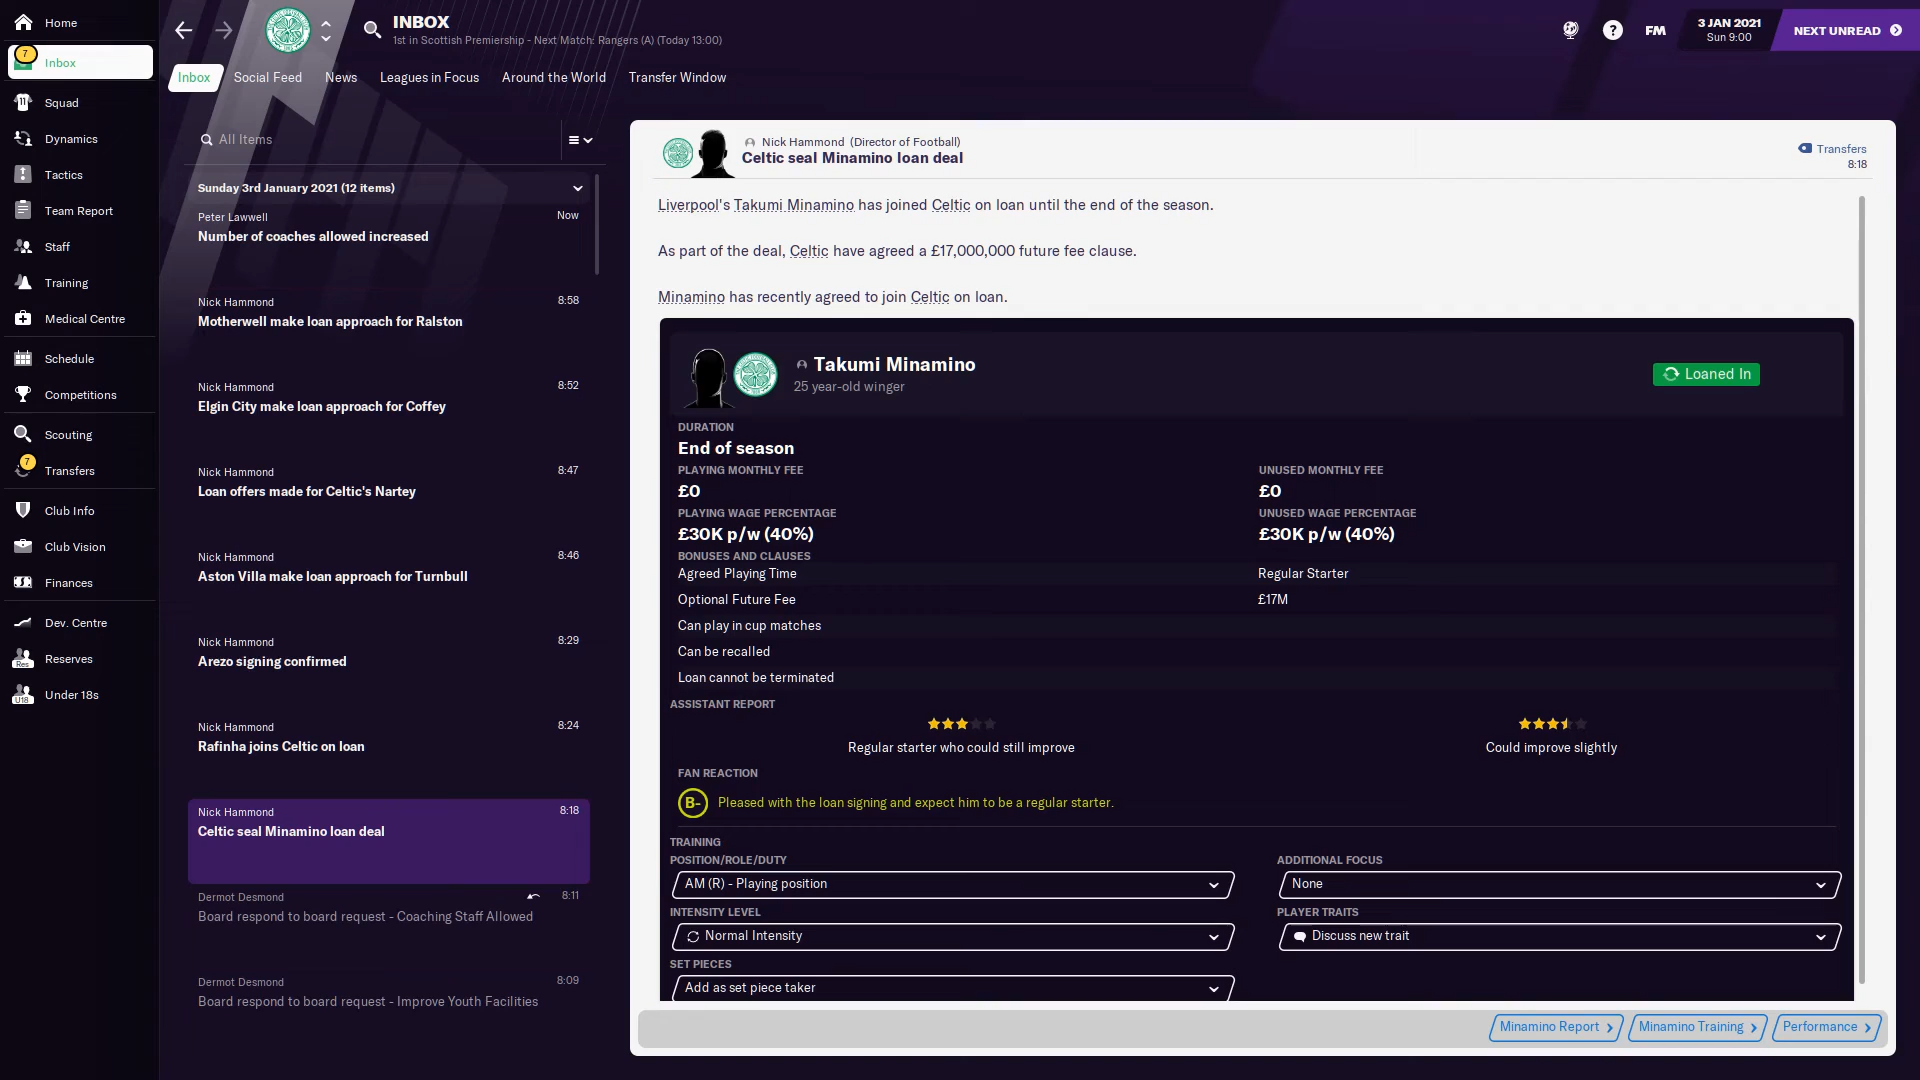 Home
7
Inbox
Squad
Dynamics
Tactics
Team Report
Staff
Training
Medical Centre
Schedule
Competitions
Scouting
7
Transfers
Club Info
Club Vision
Finances
Dev. Centre
Res
Reserves
U18
Under 18s
INBOX
1st in Scottish Premiership - Next Match: Rangers (A) (Today 13:00)
FM
3 JAN 2021
Sun 9:00
NEXT UNREAD
Inbox
Social Feed
News
Leagues in Focus
Around the World
Transfer Window
All Items
Sunday 3rd January 2021 (12 items)
Peter Lawwell
Now
Number of coaches allowed increased
Nick Hammond
8:58
Motherwell make loan approach for Ralston
Nick Hammond
8:52
Elgin City make loan approach for Coffey
Nick Hammond
8:47
Loan offers made for Celtic's Nartey
Nick Hammond
8:46
Aston Villa make loan approach for Turnbull
Nick Hammond
8:29
Arezo signing confirmed
Nick Hammond
8:24
Rafinha joins Celtic on loan
Nick Hammond
8:18
Celtic seal Minamino loan deal
Dermot Desmond
8:11
Board respond to board request - Coaching Staff Allowed
Dermot Desmond
8:09
Board respond to board request - Improve Youth Facilities
Nick Hammond (Director of Football)
Celtic seal Minamino loan deal
Transfers
8:18
Liverpool's Takumi Minamino has joined Celtic on loan until the end of the season.
As part of the deal, Celtic have agreed a £17,000,000 future fee clause.
Minamino has recently agreed to join Celtic on loan.
Takumi Minamino
25 year-old winger
Loaned In
DURATION
End of season
PLAYING MONTHLY FEE
UNUSED MONTHLY FEE
£0
£0
PLAYING WAGE PERCENTAGE
UNUSED WAGE PERCENTAGE
£30K p/w (40%)
£30K p/w (40%)
BONUSES AND CLAUSES
Agreed Playing Time
Regular Starter
Optional Future Fee
£17M
Can play in cup matches
Can be recalled
Loan cannot be terminated
ASSISTANT REPORT
Regular starter who could still improve
Could improve slightly
FAN REACTION
B-
Pleased with the loan signing and expect him to be a regular starter.
TRAINING
POSITION/ROLE/DUTY
ADDITIONAL FOCUS
AM (R) - Playing position
None
INTENSITY LEVEL
PLAYER TRAITS
Normal Intensity
Discuss new trait
SET PIECES
Add as set piece taker
Minamino Report
Minamino Training
Performance